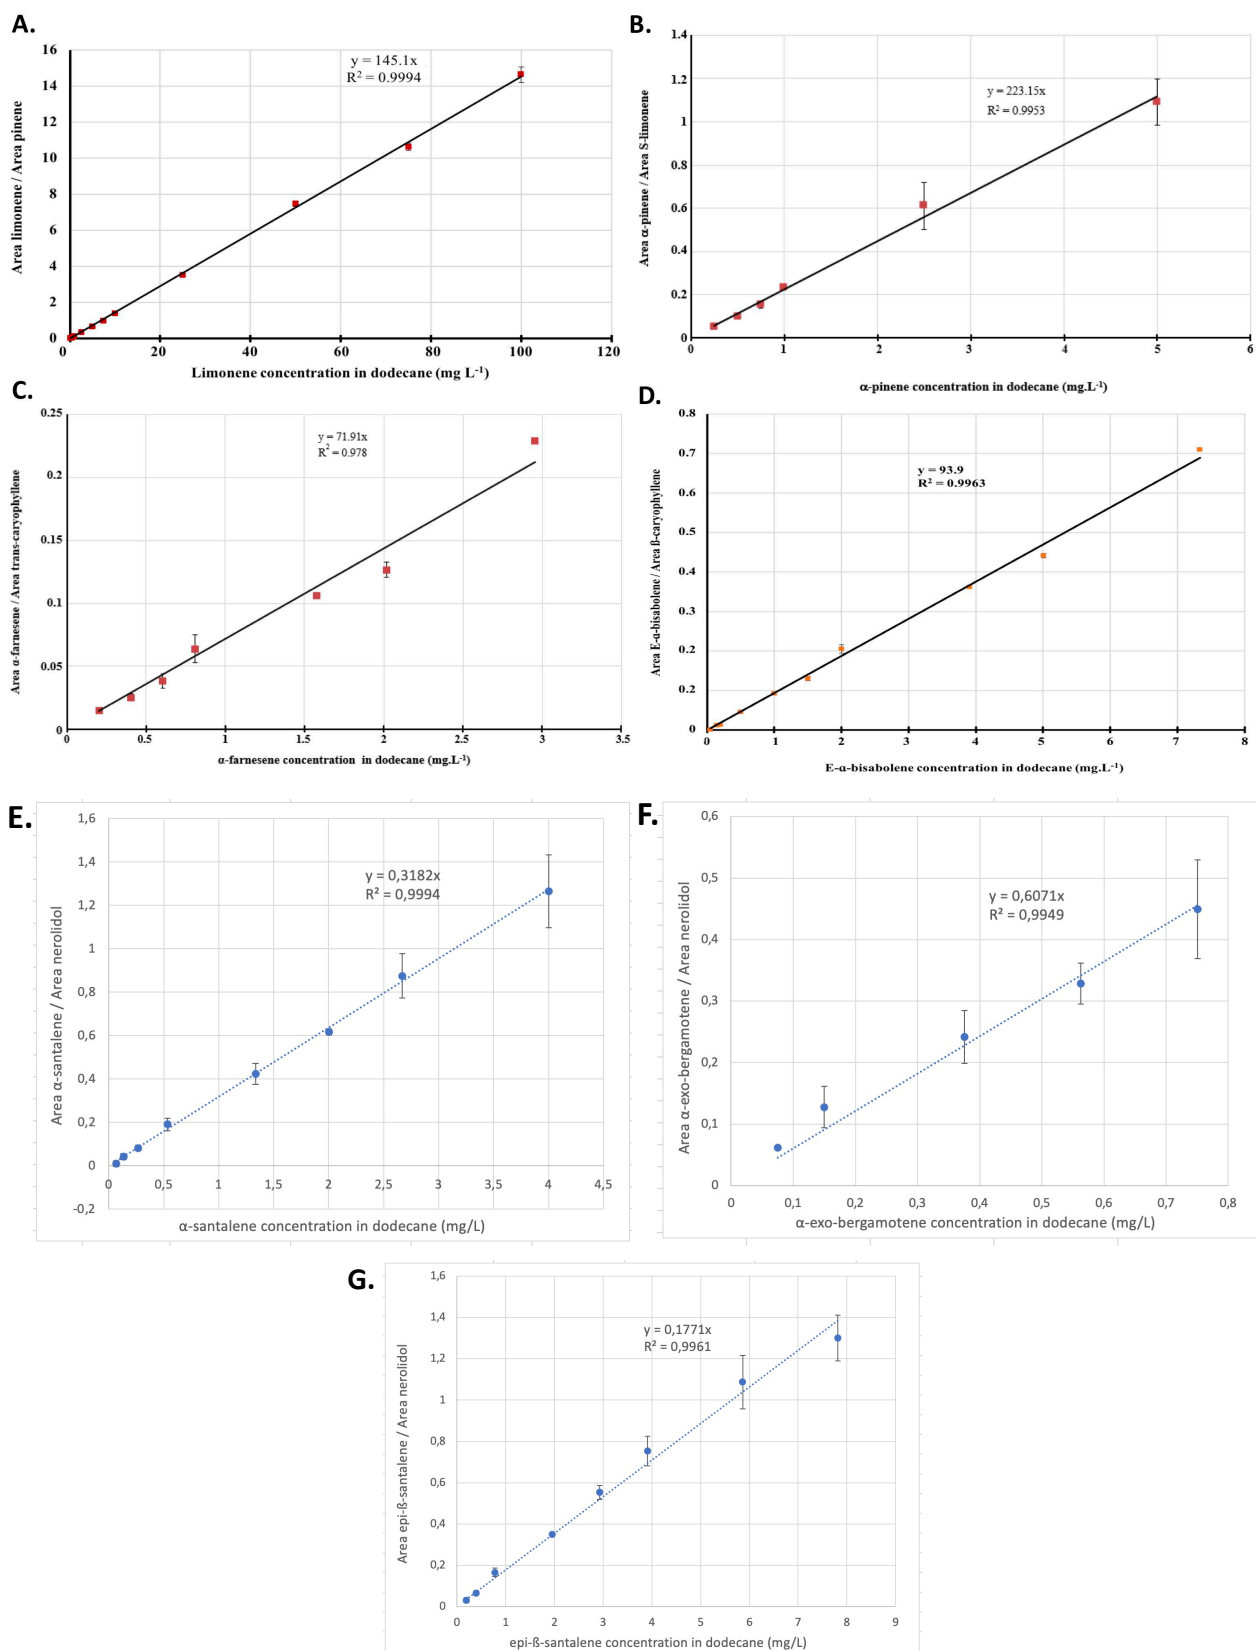 A.
16
14
12
10
8
6
4
2
0
y = 145.1x
R² = 0.9994
Area limonene / Area pinene
0 20 40 60 80 100 120
Limonene concentration in dodecane (mg L⁻¹)
B.
1.4
1.2
1
0.8
0.6
0.4
0.2
0
y = 223.15x
R² = 0.9953
Area α-pinene / Area S-limonene
0 1 2 3 4 5 6
α-pinene concentration in dodecane (mg.L⁻¹)
C.
0.25
0.2
0.15
0.1
0.05
0
y = 71.91x
R² = 0.978
Area α-farnesene / Area trans-caryophyllene
0 0.5 1 1.5 2 2.5 3 3.5
α-farnesene concentration in dodecane (mg.L⁻¹)
D.
0.8
0.7
0.6
0.5
0.4
0.3
0.2
0.2
0
y = 93.9
R² = 0.9963
Area E-α-bisabolene / Area ß-caryophyllene
0 1 2 3 4 5 6 7 8
E-α-bisabolene concentration in dodecane (mg.L⁻¹)
E.
1,6
1,4
1,2
1
0,8
0,6
0,4
0,2
0
-0,2
y = 0,3182x
R² = 0,9994
Area α-santalene / Area nerolidol
0 0,5 1 1,5 2 2,5 3 3,5 4 4,5
α-santalene concentration in dodecane (mg/L)
F.
0,6
0,5
0,4
0,3
0,2
0,1
0
y = 0,6071x
R² = 0,9949
Area α-exo-bergamotene / Area nerolidol
0 0,1 0,2 0,3 0,4 0,5 0,6 0,7 0,8
α-exo-bergamotene concentration in dodecane (mg/L)
G.
1,6
1,4
1,2
1
0,8
0,6
0,4
0,2
0
y = 0,1771x
R² = 0,9961
Area epi-ß-santalene / Area nerolidol
0 1 2 3 4 5 6 7 8 9
epi-ß-santalene concentration in dodecane (mg/L)